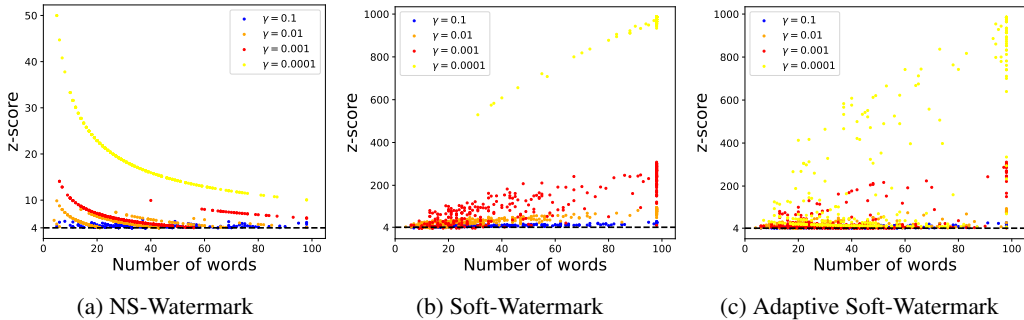 γ = 0.1
γ = 0.01
γ = 0.001
γ = 0.0001
z-score
50
40
30
20
10
4
0
20
40
60
80
100
Number of words
(a) NS-Watermark
γ = 0.1
γ = 0.01
γ = 0.001
γ = 0.0001
z-score
1000
800
600
400
200
4
0
20
40
60
80
100
Number of words
(b) Soft-Watermark
γ = 0.1
γ = 0.01
γ = 0.001
γ = 0.0001
z-score
1000
800
600
400
200
4
0
20
40
60
80
100
Number of words
(c) Adaptive Soft-Watermark